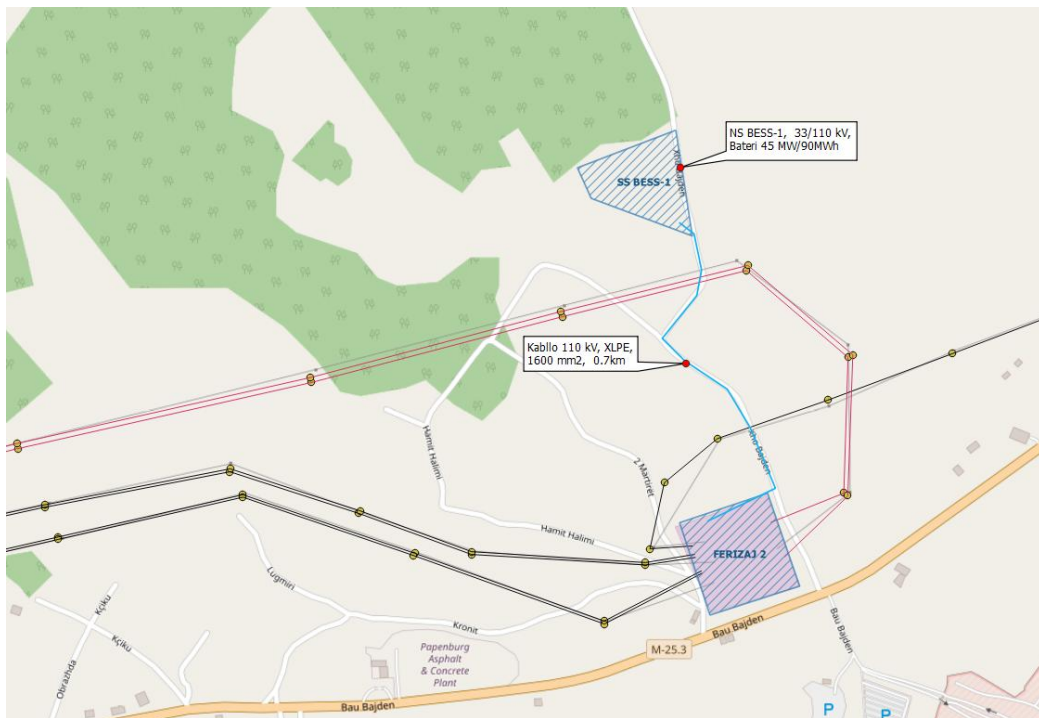 NS BESS-1, 33/110 kV,
Bateri 45 MW/90MWh
SS BESS-1
Kabllo 110 kV, XLPE,
1600 mm2, 0.7km
Hamit Halimi
2 Martiret
Xho Bajden
Hamit Halimi
FERIZAJ 2
Lugmiri
Kçiku
Kçiku
Obrazhda
Kronit
Bau Bajden
M-25.3
Bau Bajden
Papenburg
Asphalt
& Concrete
Plant
Bau Bajden
P
P